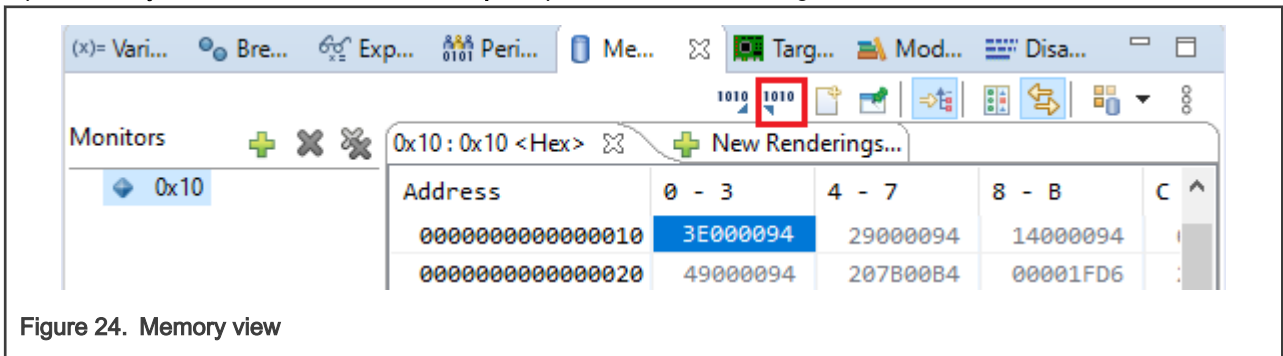 (x)= Vari... Bre... Exp... Peri... Me... Targ... Mod... Disa...
1010 1010
Monitors 0x10 : 0x10 <Hex> New Renderings...
0x10
Address 0 - 3 4 - 7 8 - B C
0000000000000010 3E000094 29000094 14000094
0000000000000020 49000094 207B00B4 00001FD6
Figure 24. Memory view